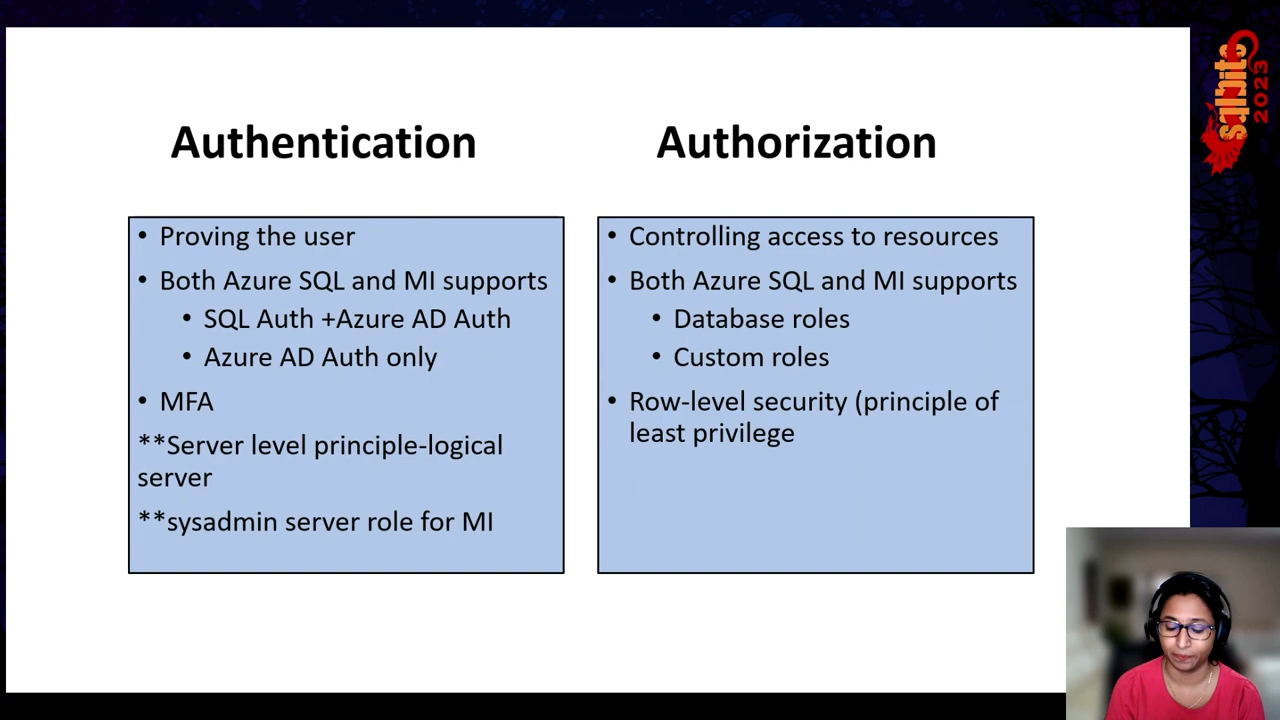 Authentication
Authorization
• Proving the user
• Both Azure SQL and MI supports
• SQL Auth +Azure AD Auth
• Azure AD Auth only
• MFA
**Server level principle-logical
server
**sysadmin server role for MI
• Controlling access to resources
• Both Azure SQL and MI supports
• Database roles
• Custom roles
• Row-level security (principle of
least privilege
sqlbits
2023